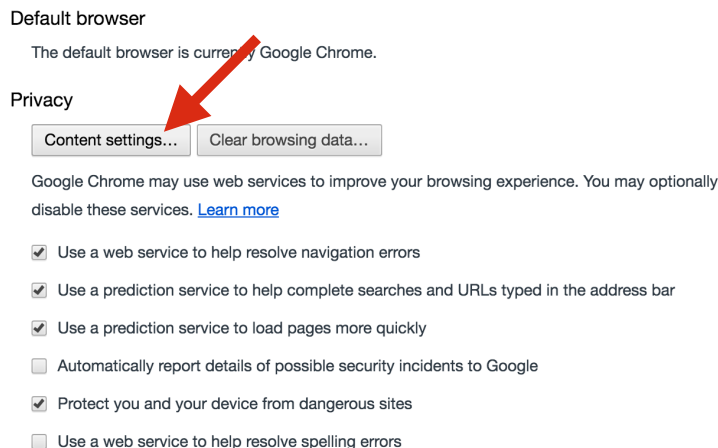 Default browser
The default browser is currently Google Chrome.
Privacy
Content settings... Clear browsing data...
Google Chrome may use web services to improve your browsing experience. You may optionally
disable these services. Learn more
Use a web service to help resolve navigation errors
Use a prediction service to help complete searches and URLs typed in the address bar
Use a prediction service to load pages more quickly
Automatically report details of possible security incidents to Google
Protect you and your device from dangerous sites
Use a web service to help resolve spelling errors